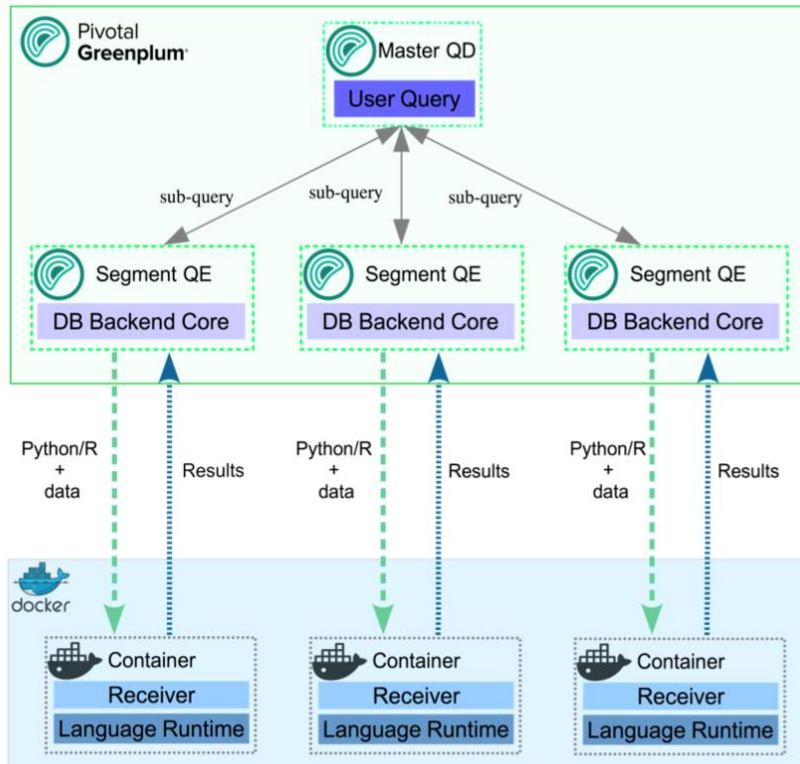 Pivotal
Greenplum®
Master QD
User Query
sub-query
sub-query
sub-query
Segment QE
Segment QE
Segment QE
DB Backend Core
DB Backend Core
DB Backend Core
Python/R
+
data
Results
Python/R
+
data
Results
Python/R
+
data
Results
docker
Container
Container
Container
Receiver
Receiver
Receiver
Language Runtime
Language Runtime
Language Runtime